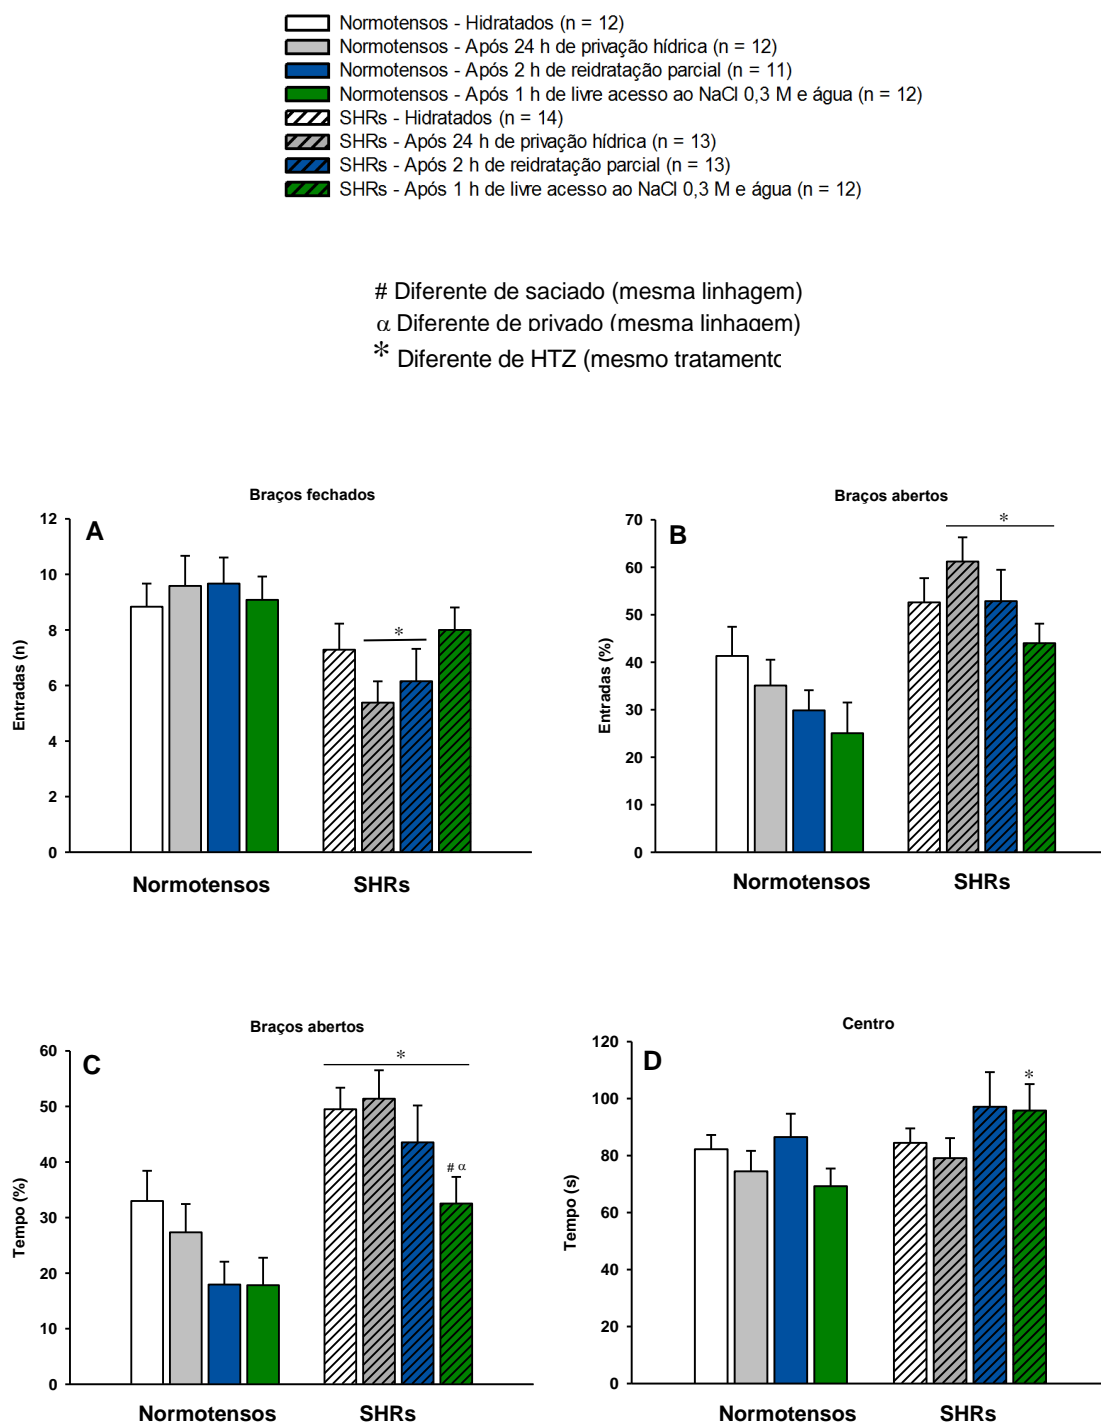 Normotensos - Hidratados (n = 12)
Normotensos - Após 24 h de privação hídrica (n = 12)
Normotensos - Após 2 h de reidratação parcial (n = 11)
Normotensos - Após 1 h de livre acesso ao NaCl 0,3 M e água (n = 12)
SHRs - Hidratados (n = 14)
SHRs - Após 24 h de privação hídrica (n = 13)
SHRs - Após 2 h de reidratação parcial (n = 13)
SHRs - Após 1 h de livre acesso ao NaCl 0,3 M e água (n = 12)
# Diferente de saciado (mesma linhagem)
α Diferente de privado (mesma linhagem)
* Diferente de HTZ (mesmo tratamento
Braços fechados
A
12
10
8
6
4
2
0
Entradas (n)
*
Normotensos SHRs
Braços abertos
B
70
60
50
40
30
20
10
0
Entradas (%)
*
Normotensos SHRs
Braços abertos
C
60
50
40
30
20
10
0
Tempo (%)
*
# α
Normotensos SHRs
Centro
D
120
100
80
60
40
20
0
Tempo (s)
*
Normotensos SHRs